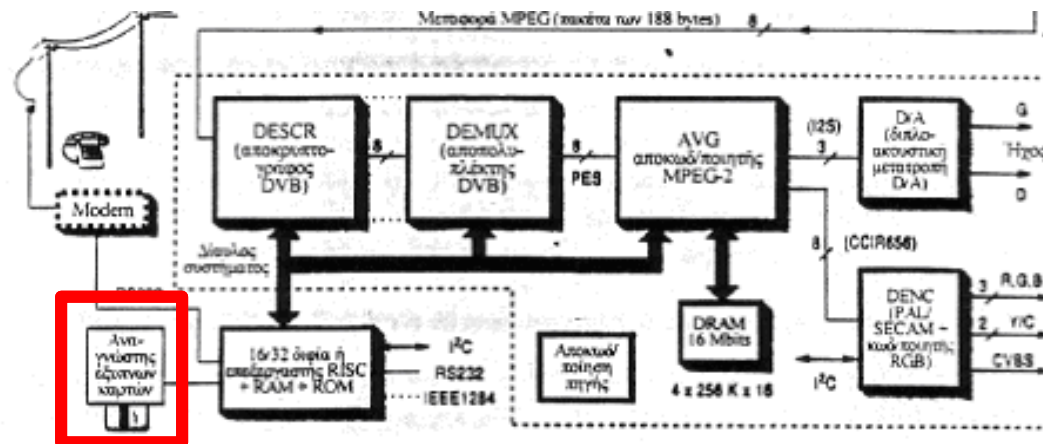 Μεταφορά MPEG (πακέτα των 188 bytes)
8
DESCR
(αποκρυπτο-
γράφος
DVB)
8
DEMUX
(αποπολυ-
πλέκτης
DVB)
8
PES
AVG
αποκωδ/ποιητής
MPEG-2
(I2S)
3
D/A
(διπλο-
ακουστική
μετατροπή
D/A)
G
Ήχος
D
Modem
Δίαυλος
συστήματος
8
(CCIR656)
DENC
(PAL/
SECAM +
κωδ/ποιητής
RGB)
3
R.G.B
2
Y/C
CVBS
I²C
DRAM
16 Mbits
4 x 256 K x 16
Αποκωδ/
ποίηση
πηγής
Ανα-
γνώστης
έξυπνων
καρτών
16/32 διφία ή
επεξεργαστής RISC
+ RAM + ROM
I²C
RS232
IEEE1284